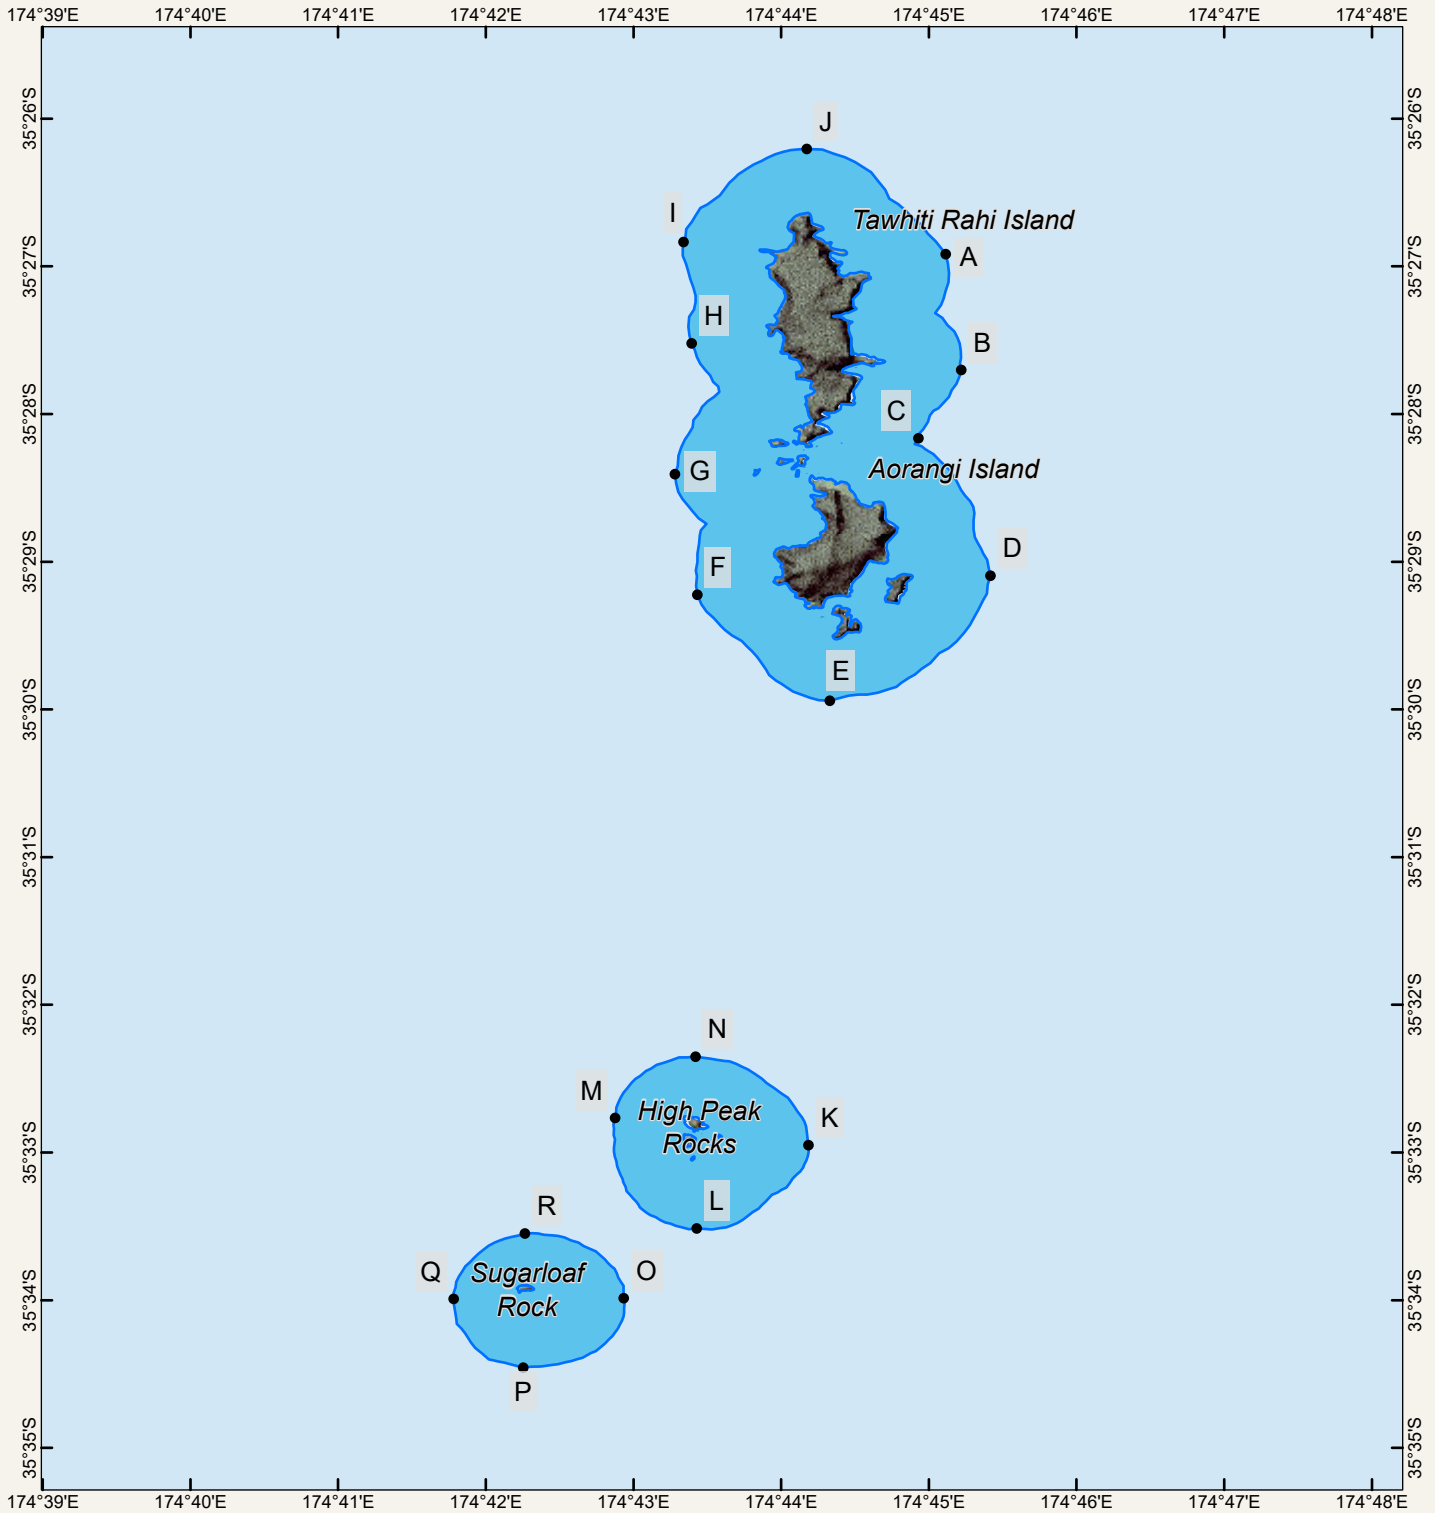 174°39'E 174°40'E 174°41'E 174°42'E 174°43'E 174°44'E 174°45'E 174°46'E 174°47'E 174°48'E
35°26'S 35°26'S
J
I
Tawhiti Rahi Island
A
35°27'S 35°27'S
H
B
C
35°28'S 35°28'S
G
Aorangi Island
D
35°29'S 35°29'S
F
E
35°30'S 35°30'S
35°31'S 35°31'S
35°32'S 35°32'S
N
M
High Peak
Rocks
K
35°33'S 35°33'S
L
R
Q
Sugarloaf
Rock
O
35°34'S 35°34'S
P
35°35'S 35°35'S
174°39'E 174°40'E 174°41'E 174°42'E 174°43'E 174°44'E 174°45'E 174°46'E 174°47'E 174°48'E